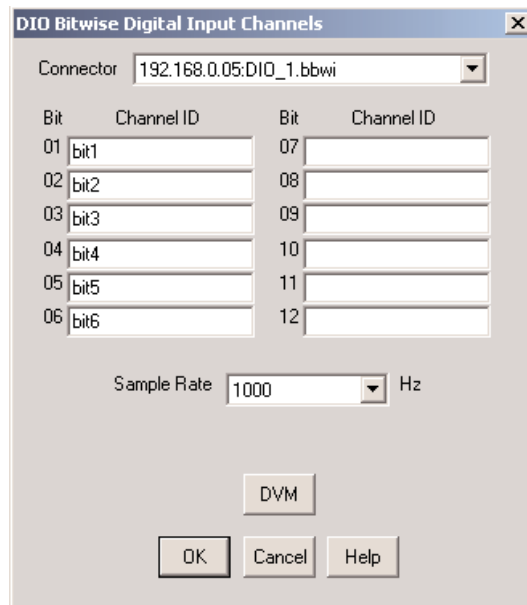 DIO Bitwise Digital Input Channels
Connector 192.168.0.05:DIO_1.bbwi
Bit Channel ID Bit Channel ID
01 bit1 07
02 bit2 08
03 bit3 09
04 bit4 10
05 bit5 11
06 bit6 12
Sample Rate 1000 Hz
DVM
OK Cancel Help